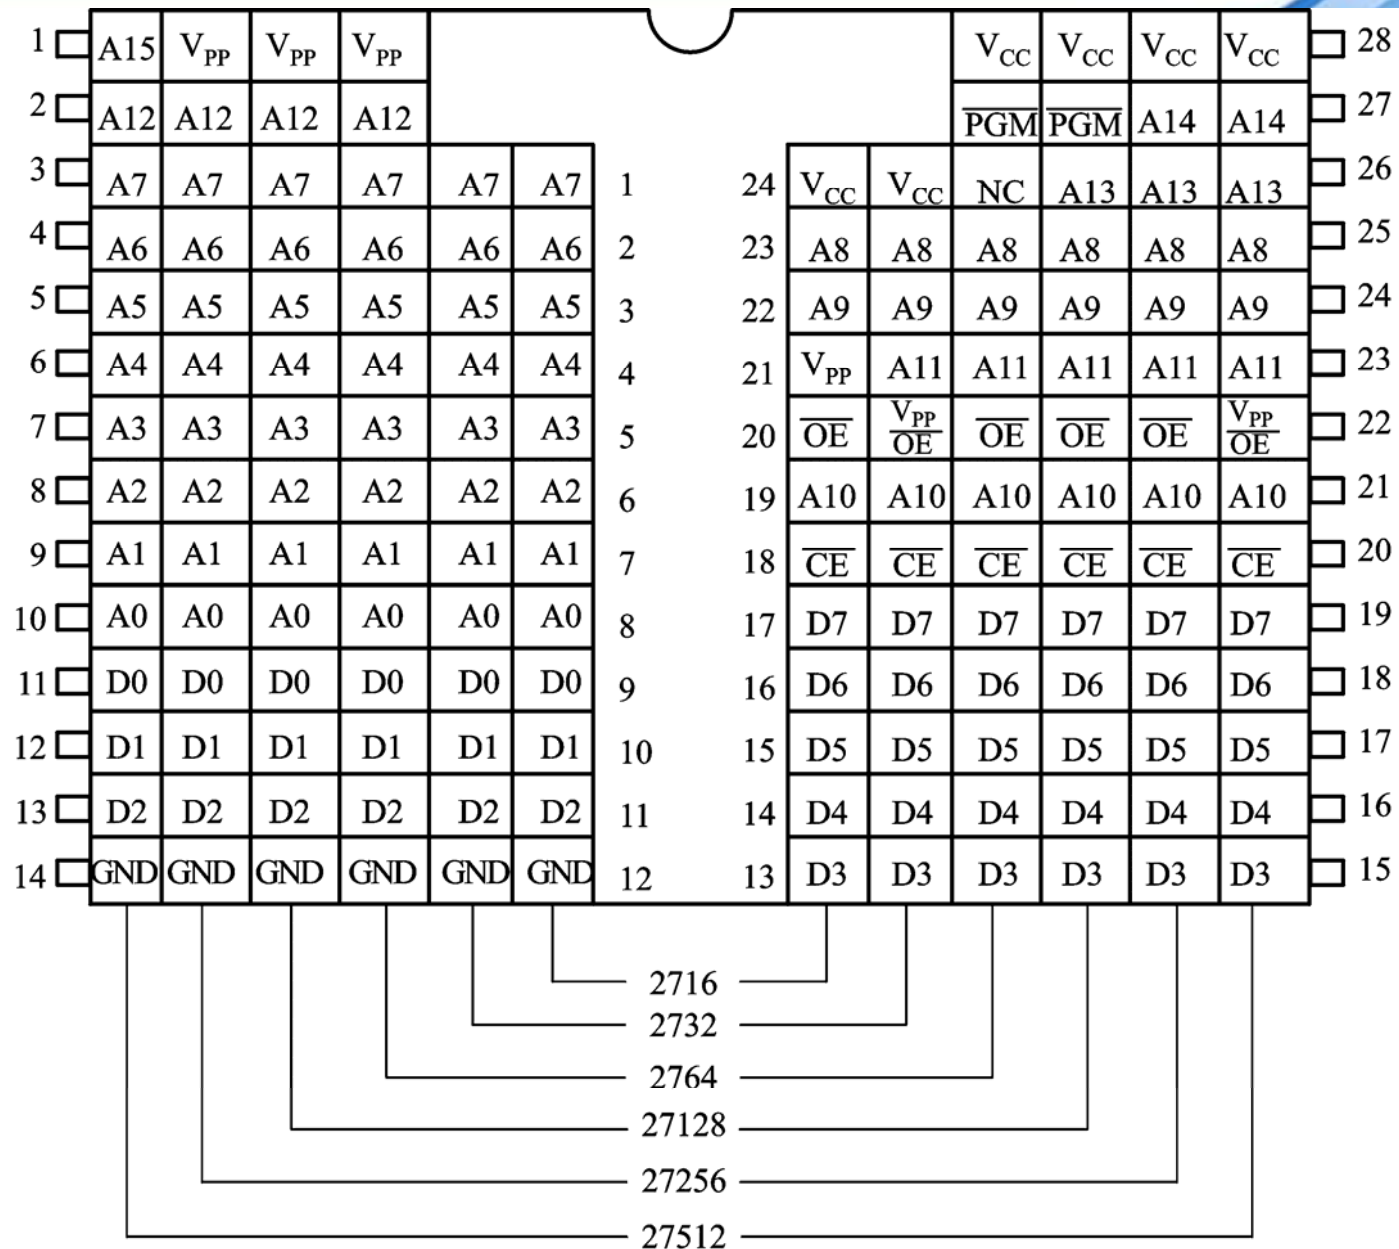 1 A15 VPP VPP VPP VCC VCC VCC VCC 28
2 A12 A12 A12 A12 PGM PGM A14 A14 27
3 A7 A7 A7 A7 A7 A7 1 24 VCC VCC NC A13 A13 A13 26
4 A6 A6 A6 A6 A6 A6 2 23 A8 A8 A8 A8 A8 A8 25
5 A5 A5 A5 A5 A5 A5 3 22 A9 A9 A9 A9 A9 A9 24
6 A4 A4 A4 A4 A4 A4 4 21 VPP A11 A11 A11 A11 A11 23
7 A3 A3 A3 A3 A3 A3 5 20 OE VPP/OE OE OE OE VPP/OE 22
8 A2 A2 A2 A2 A2 A2 6 19 A10 A10 A10 A10 A10 A10 21
9 A1 A1 A1 A1 A1 A1 7 18 CE CE CE CE CE CE 20
10 A0 A0 A0 A0 A0 A0 8 17 D7 D7 D7 D7 D7 D7 19
11 D0 D0 D0 D0 D0 D0 9 16 D6 D6 D6 D6 D6 D6 18
12 D1 D1 D1 D1 D1 D1 10 15 D5 D5 D5 D5 D5 D5 17
13 D2 D2 D2 D2 D2 D2 11 14 D4 D4 D4 D4 D4 D4 16
14 GND GND GND GND GND GND 12 13 D3 D3 D3 D3 D3 D3 15
2716
2732
2764
27128
27256
27512